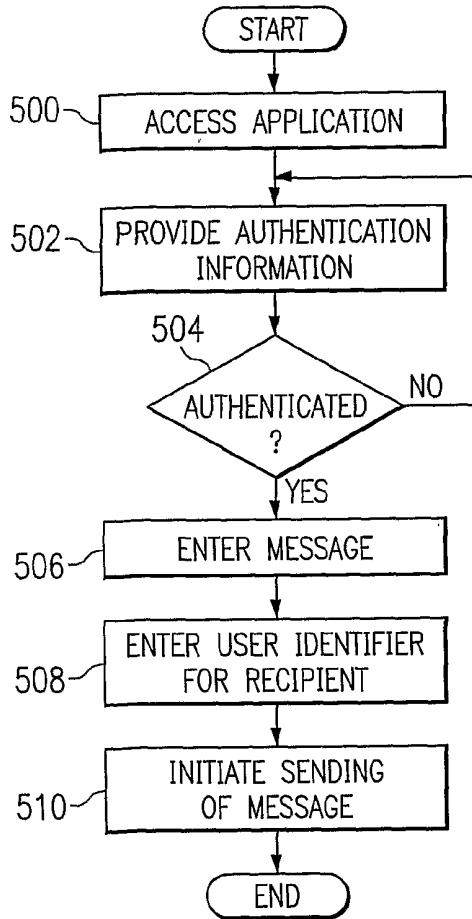 START
500
ACCESS APPLICATION
502
PROVIDE AUTHENTICATION
INFORMATION
504
AUTHENTICATED
?
NO
YES
506
ENTER MESSAGE
508
ENTER USER IDENTIFIER
FOR RECIPIENT
510
INITIATE SENDING
OF MESSAGE
END